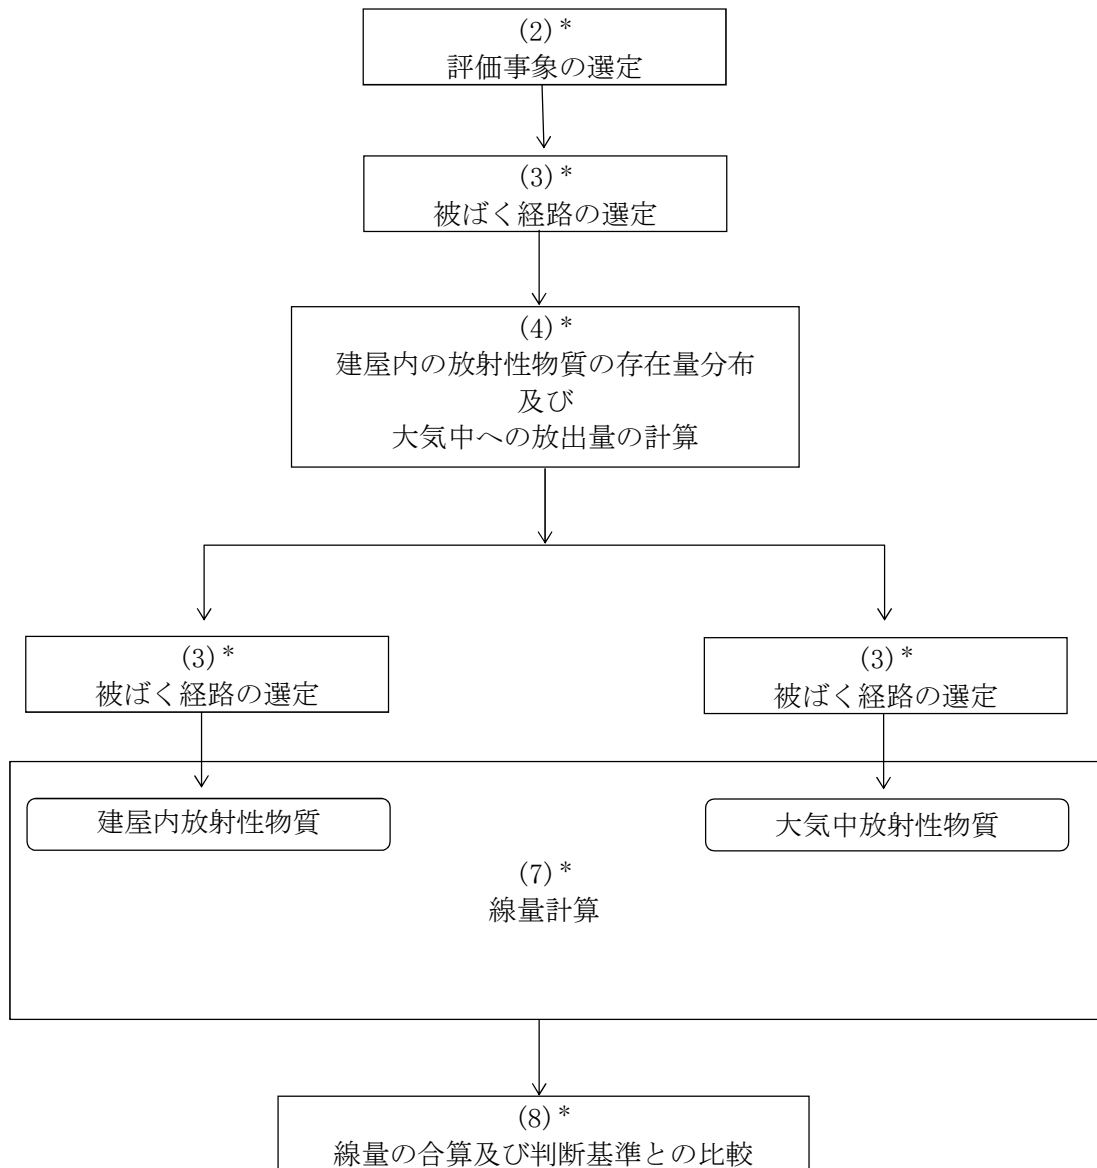 (2)*
評価事象の選定
(3)*
被ばく経路の選定
(4)*
建屋内の放射性物質の存在量分布
及び
大気中への放出量の計算
(3)*
被ばく経路の選定
(3)*
被ばく経路の選定
建屋内放射性物質
大気中放射性物質
(7)*
線量計算
(8)*
線量の合算及び判断基準との比較